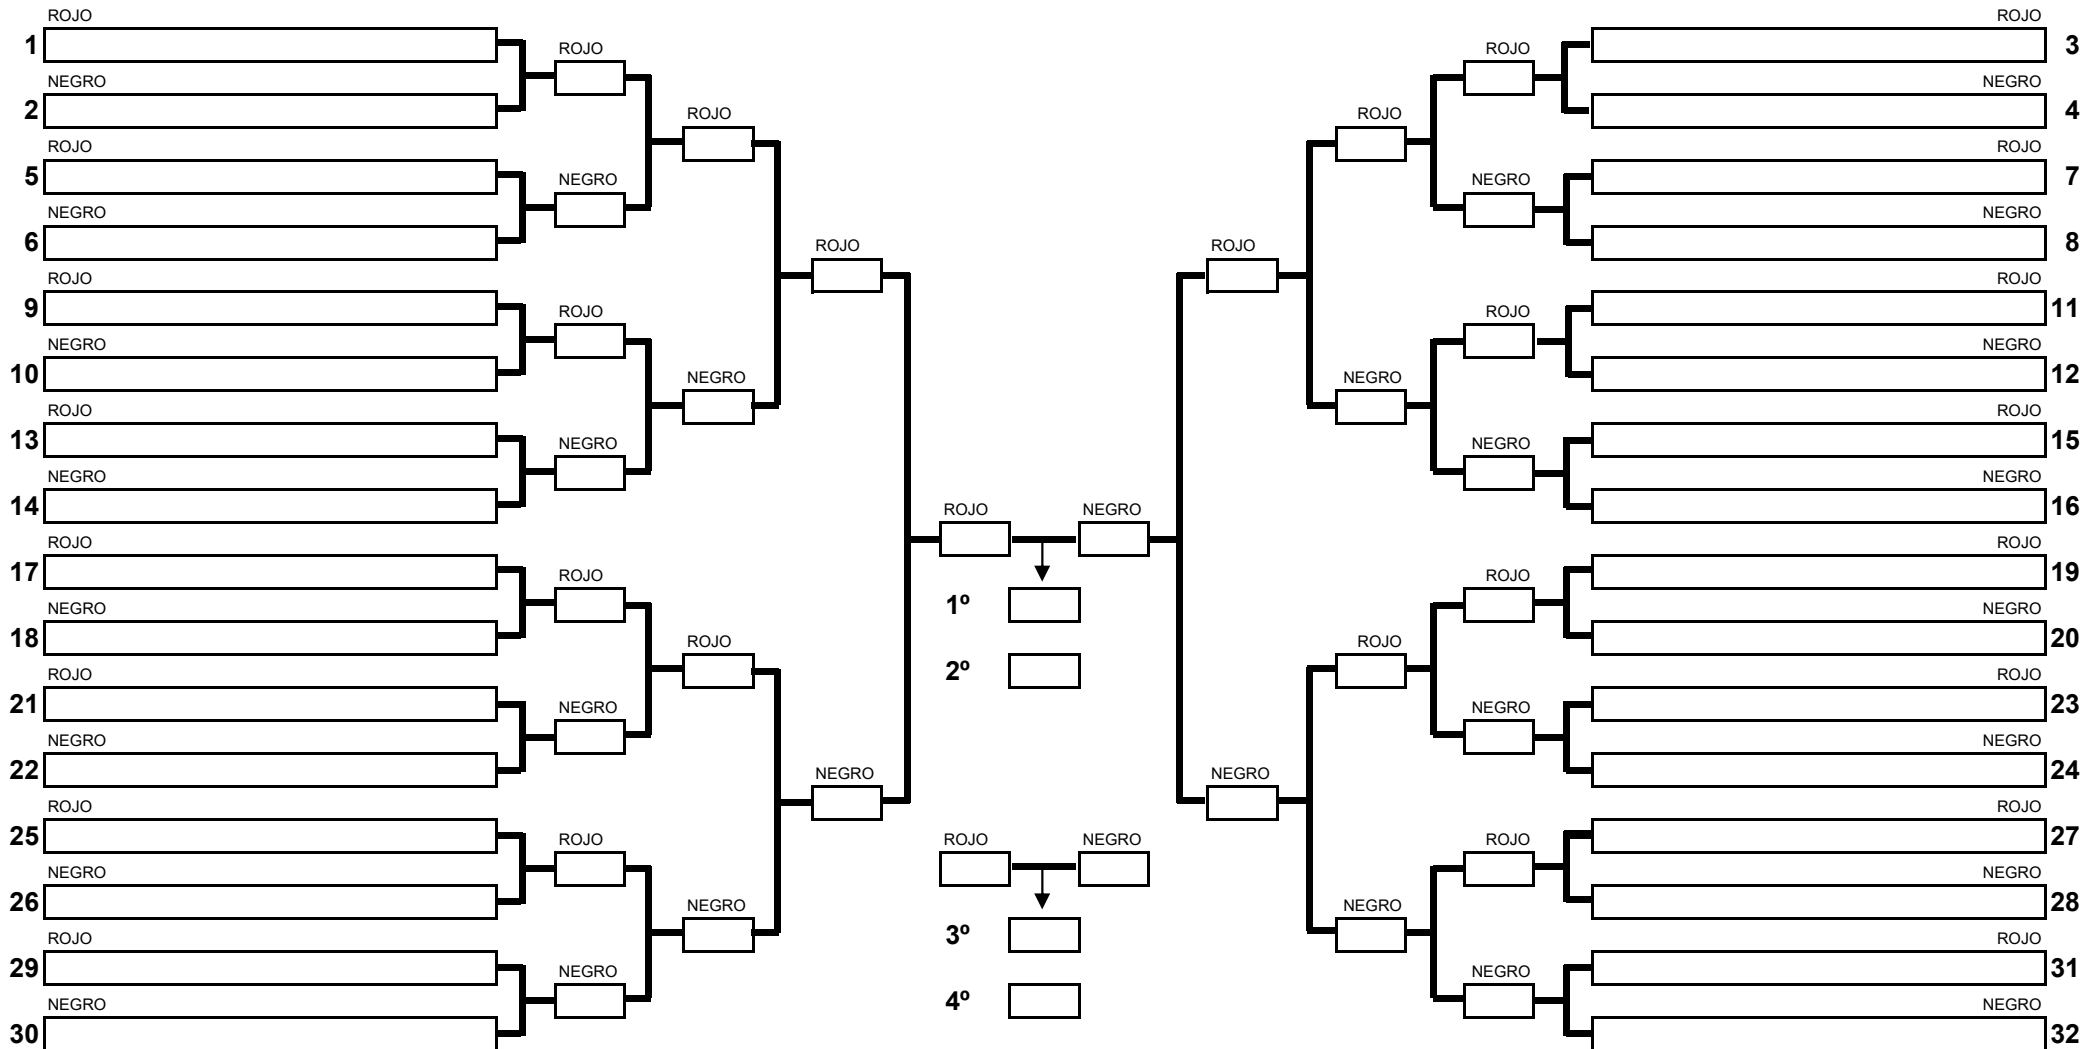 ROJO ROJO
1 ROJO ROJO 3
NEGRO NEGRO
2 ROJO ROJO 4
ROJO ROJO
5 NEGRO NEGRO 7
NEGRO NEGRO
6 ROJO ROJO 8
ROJO ROJO
9 ROJO ROJO 11
NEGRO NEGRO
10 NEGRO NEGRO 12
ROJO ROJO
13 NEGRO NEGRO 15
NEGRO NEGRO
14 ROJO NEGRO 16
ROJO ROJO
17 ROJO ROJO 19
1º
NEGRO NEGRO
18 ROJO ROJO 20
2º
ROJO ROJO
21 NEGRO NEGRO 23
NEGRO NEGRO
22 NEGRO NEGRO 24
ROJO ROJO
25 ROJO ROJO NEGRO ROJO 27
NEGRO NEGRO
26 NEGRO NEGRO 28
3º
ROJO ROJO
29 NEGRO NEGRO 31
4º
NEGRO NEGRO
30 32